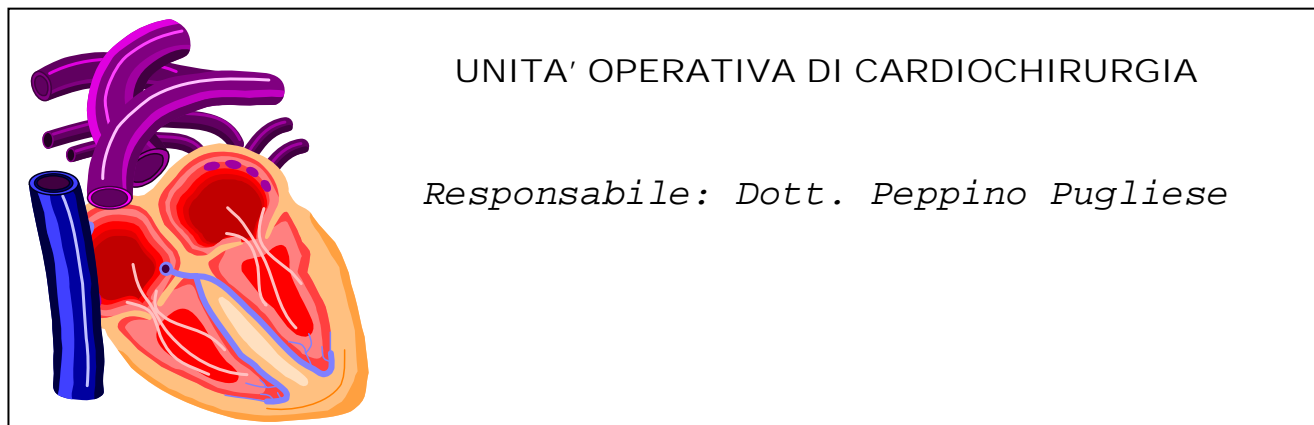 UNITA' OPERATIVA DI CARDIOCHIRURGIA
Responsabile: Dott. Peppino Pugliese